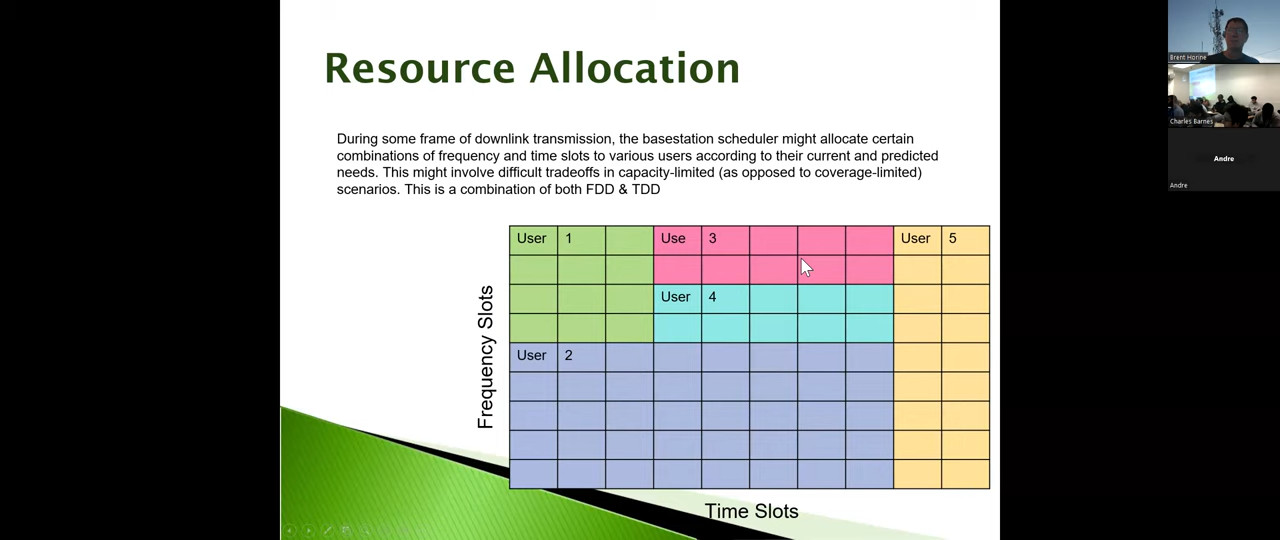 Resource Allocation
During some frame of downlink transmission, the basestation scheduler might allocate certain
combinations of frequency and time slots to various users according to their current and predicted
needs. This might involve difficult tradeoffs in capacity-limited (as opposed to coverage-limited)
scenarios. This is a combination of both FDD & TDD
User 1
Use 3
User 5
User 4
User 2
Frequency Slots
Time Slots
Brent Horine
Charles Barnes
Andre
Andre